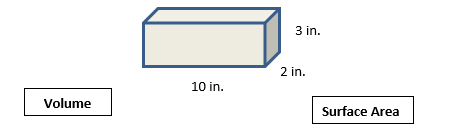 3 in.
2 in.
10 in.
Volume
Surface Area